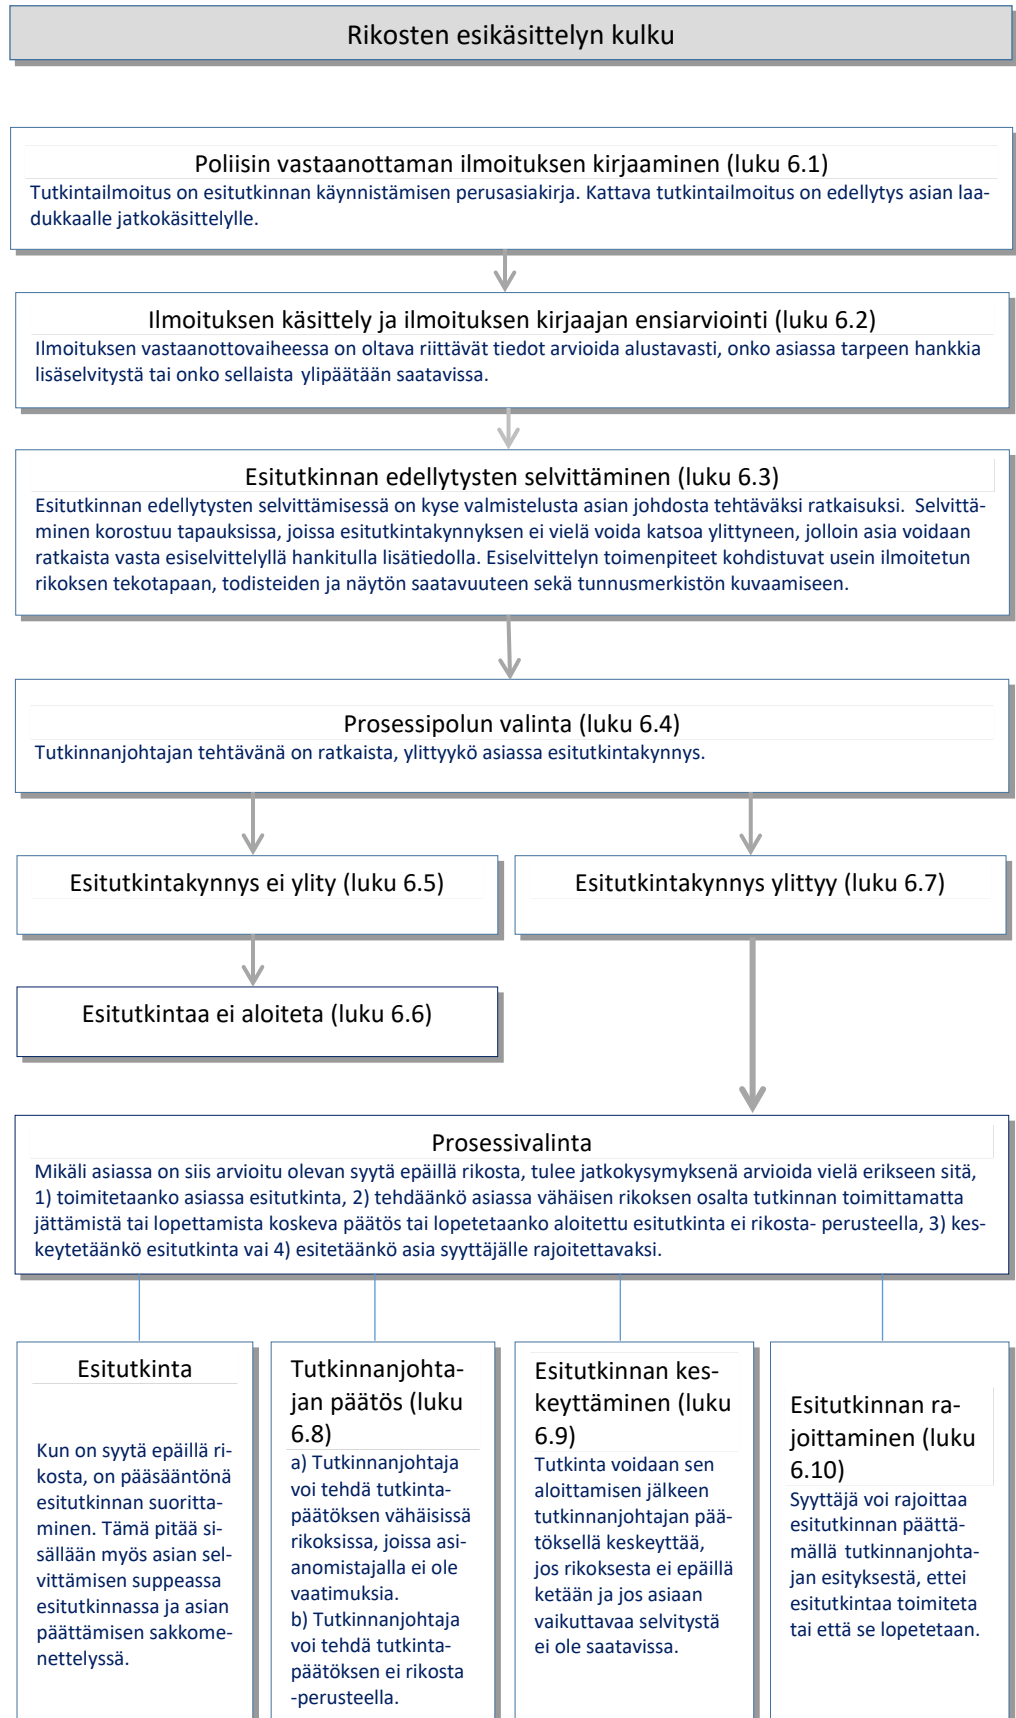 Rikosten esikäsittelyn kulku
Poliisin vastaanottaman ilmoituksen kirjaaminen (luku 6.1)
Tutkintailmoitus on esitutkinnan käynnistämisen perusasiakirja. Kattava tutkintailmoitus on edellytys asian laa-
dukkaalle jatkokäsittelylle.
Ilmoituksen käsittely ja ilmoituksen kirjaajan ensiarviointi (luku 6.2)
Ilmoituksen vastaanottovaiheessa on oltava riittävät tiedot arvioida alustavasti, onko asiassa tarpeen hankkia
lisäselvitystä tai onko sellaista ylipäätään saatavissa.
Esitutkinnan edellytysten selvittäminen (luku 6.3)
Esitutkinnan edellytysten selvittämisessä on kyse valmistelusta asian johdosta tehtäväksi ratkaisuksi. Selvittä-
minen korostuu tapauksissa, joissa esitutkintakynnyksen ei vielä voida katsoa ylittyneen, jolloin asia voidaan
ratkaista vasta esiselvittelyllä hankitulla lisätiedolla. Esiselvittelyn toimenpiteet kohdistuvat usein ilmoitetun
rikoksen tekotapaan, todisteiden ja näytön saatavuuteen sekä tunnusmerkistön kuvaamiseen.
Prosessipolun valinta (luku 6.4)
Tutkinnanjohtajan tehtävänä on ratkaista, ylittyykö asiassa esitutkintakynnys.
Esitutkintakynnys ei ylity (luku 6.5)
Esitutkintakynnys ylittyy (luku 6.7)
Esitutkintaa ei aloiteta (luku 6.6)
Prosessivalinta
Mikäli asiassa on siis arvioitu olevan syytä epäillä rikosta, tulee jatkokysymyksenä arvioida vielä erikseen sitä,
1) toimitetaanko asiassa esitutkinta, 2) tehdäänkö asiassa vähäisen rikoksen osalta tutkinnan toimittamatta
jättämistä tai lopettamista koskeva päätös tai lopetetaanko aloitettu esitutkinta ei rikosta- perusteella, 3) kes-
keytetäänkö esitutkinta vai 4) esitetäänkö asia syyttäjälle rajoitettavaksi.
Esitutkinta
Kun on syytä epäillä ri-
kosta, on pääsääntönä
esitutkinnan suoritta-
minen. Tämä pitää si-
sällään myös asian sel-
vittämisen suppeassa
esitutkinnassa ja asian
päättämisen sakkome-
nettelyssä.
Tutkinnanjohta-
jan päätös (luku
6.8)
a) Tutkinnanjohtaja
voi tehdä tutkinta-
päätöksen vähäisissä
rikoksissa, joissa asi-
anomistajalla ei ole
vaatimuksia.
b) Tutkinnanjohtaja
voi tehdä tutkinta-
päätöksen ei rikosta
-perusteella.
Esitutkinnan kes-
keyttäminen (luku
6.9)
Tutkinta voidaan sen
aloittamisen jälkeen
tutkinnanjohtajan pää-
töksellä keskeyttää,
jos rikoksesta ei epäillä
ketään ja jos asiaan
vaikuttavaa selvitystä
ei ole saatavissa.
Esitutkinnan ra-
joittaminen (luku
6.10)
Syyttäjä voi rajoittaa
esitutkinnan päättä-
mällä tutkinnanjohta-
jan esityksestä, ettei
esitutkintaa toimiteta
tai että se lopetetaan.